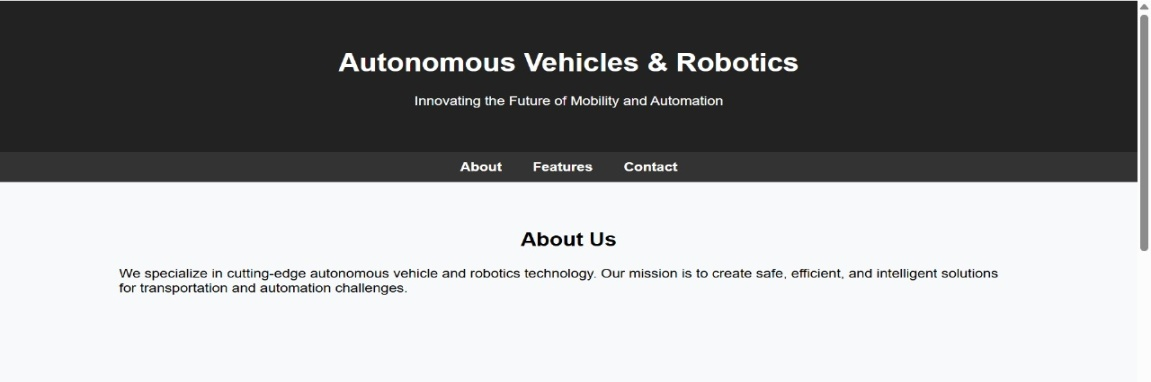 Autonomous Vehicles & Robotics
Innovating the Future of Mobility and Automation
About Features Contact
About Us
We specialize in cutting-edge autonomous vehicle and robotics technology. Our mission is to create safe, efficient, and intelligent solutions
for transportation and automation challenges.